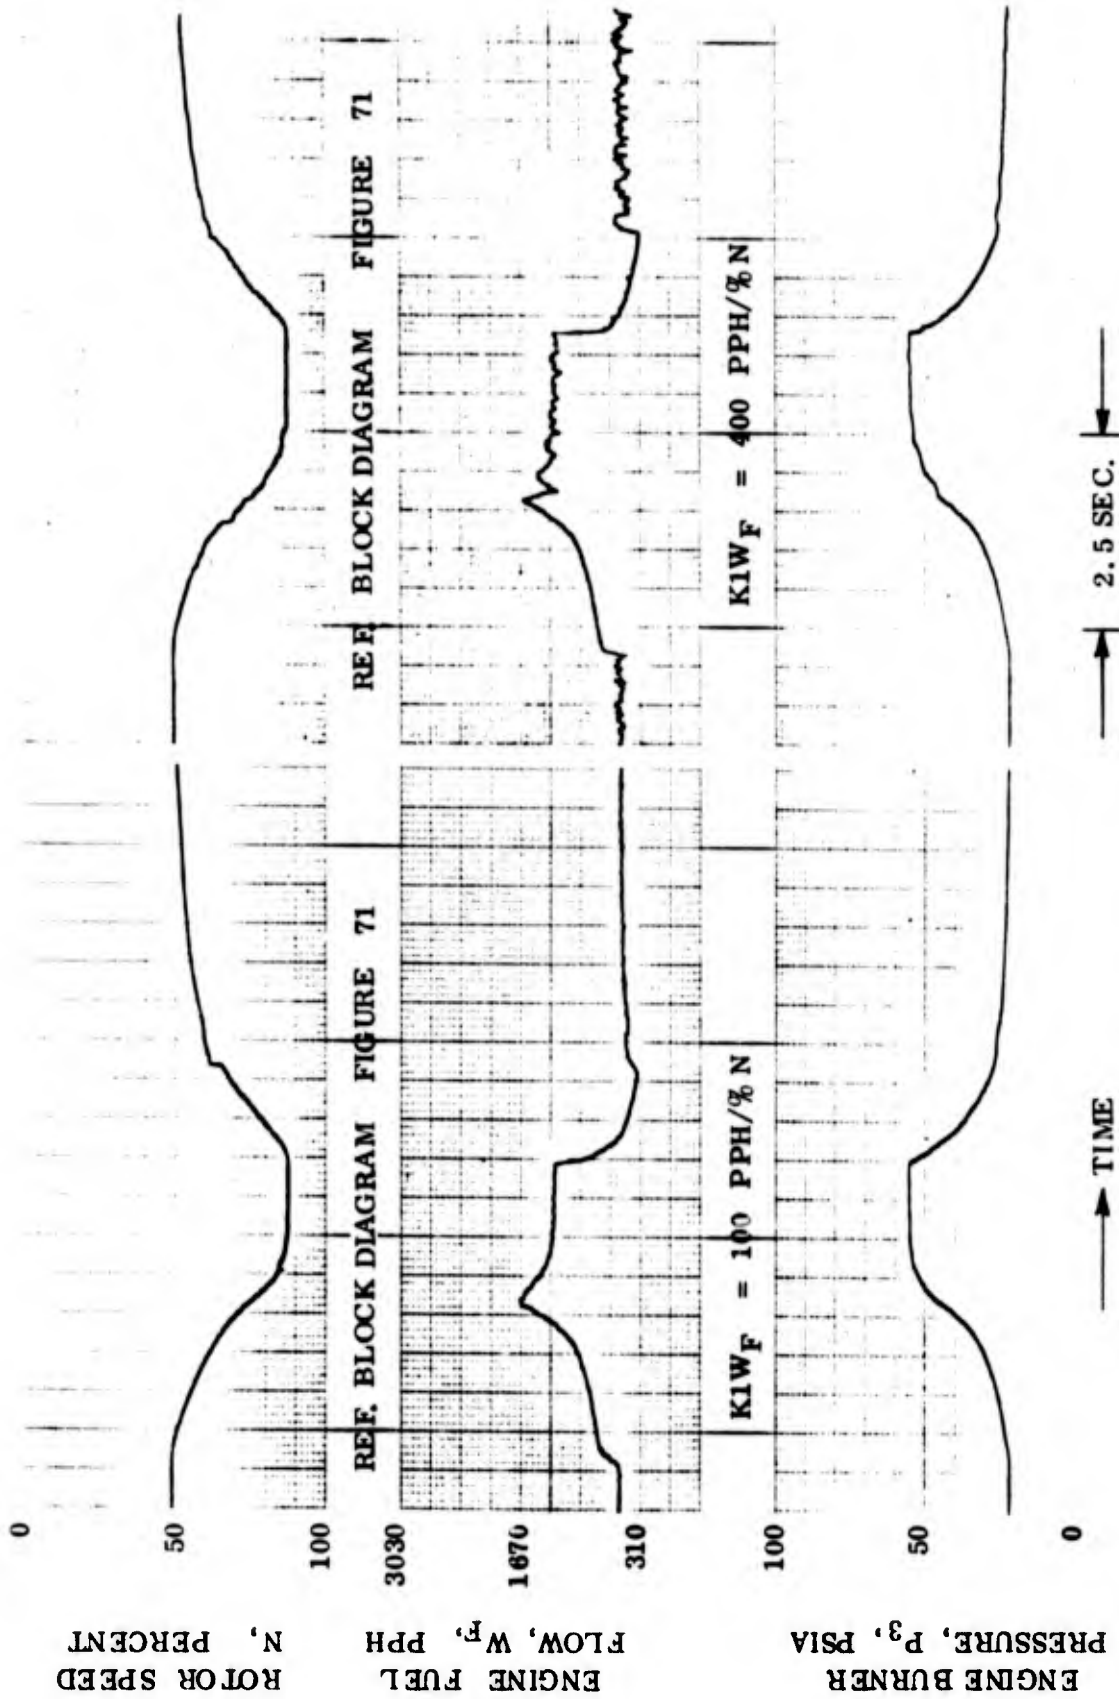 ROTOR SPEED
N, PERCENT
0
50
100
REF. BLOCK DIAGRAM FIGURE 71
REF. BLOCK DIAGRAM FIGURE 71
ENGINE FUEL
FLOW, WF, PPH
3030
1670
310
K1WF = 100 PPH/%N
K1WF = 400 PPH/%N
ENGINE BURNER
PRESSURE, P3, PSIA
100
50
0
TIME
2.5 SEC.